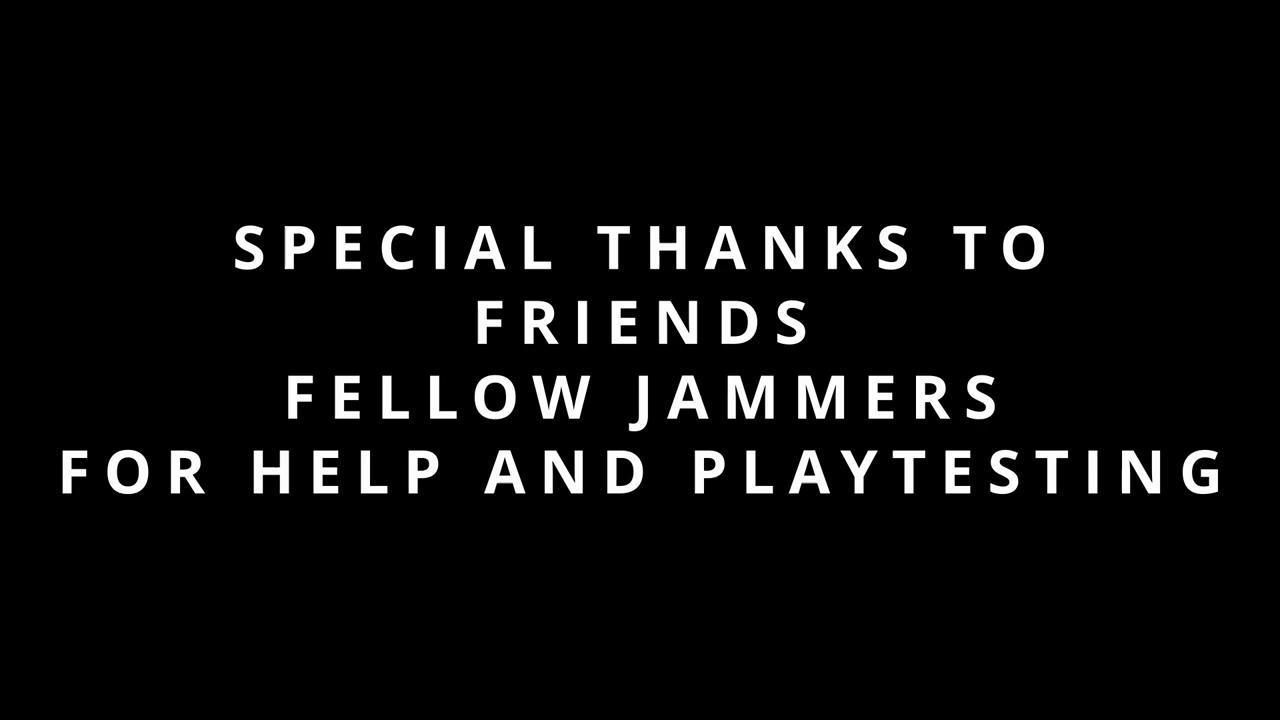 SPECIAL THANKS TO
FRIENDS
FELLOW JAMMERS
FOR HELP AND PLAYTESTING